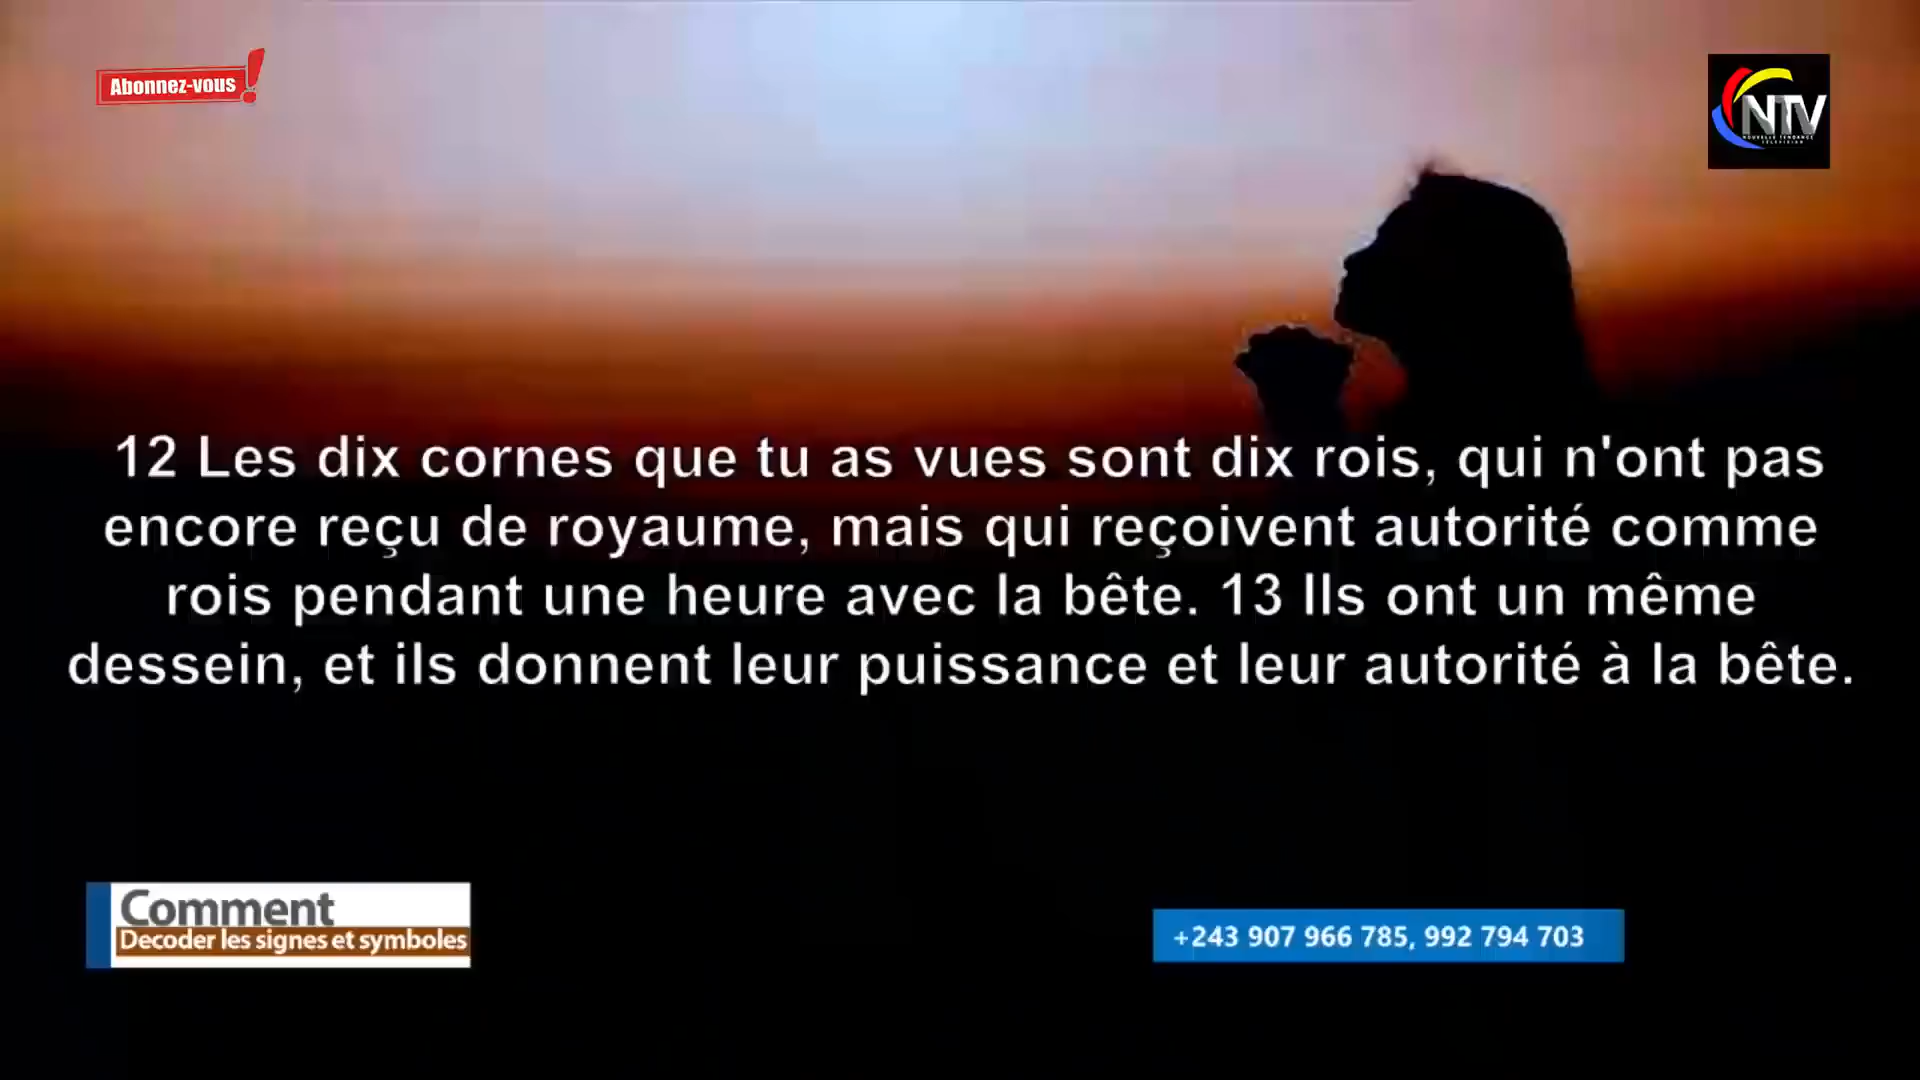 Abonnez-vous !
NTV
NOUVELLE TENDANCE
TELEVISION
12 Les dix cornes que tu as vues sont dix rois, qui n'ont pas
encore reçu de royaume, mais qui reçoivent autorité comme
rois pendant une heure avec la bête. 13 Ils ont un même
dessein, et ils donnent leur puissance et leur autorité à la bête.
Comment
Decoder les signes et symboles
+243 907 966 785, 992 794 703